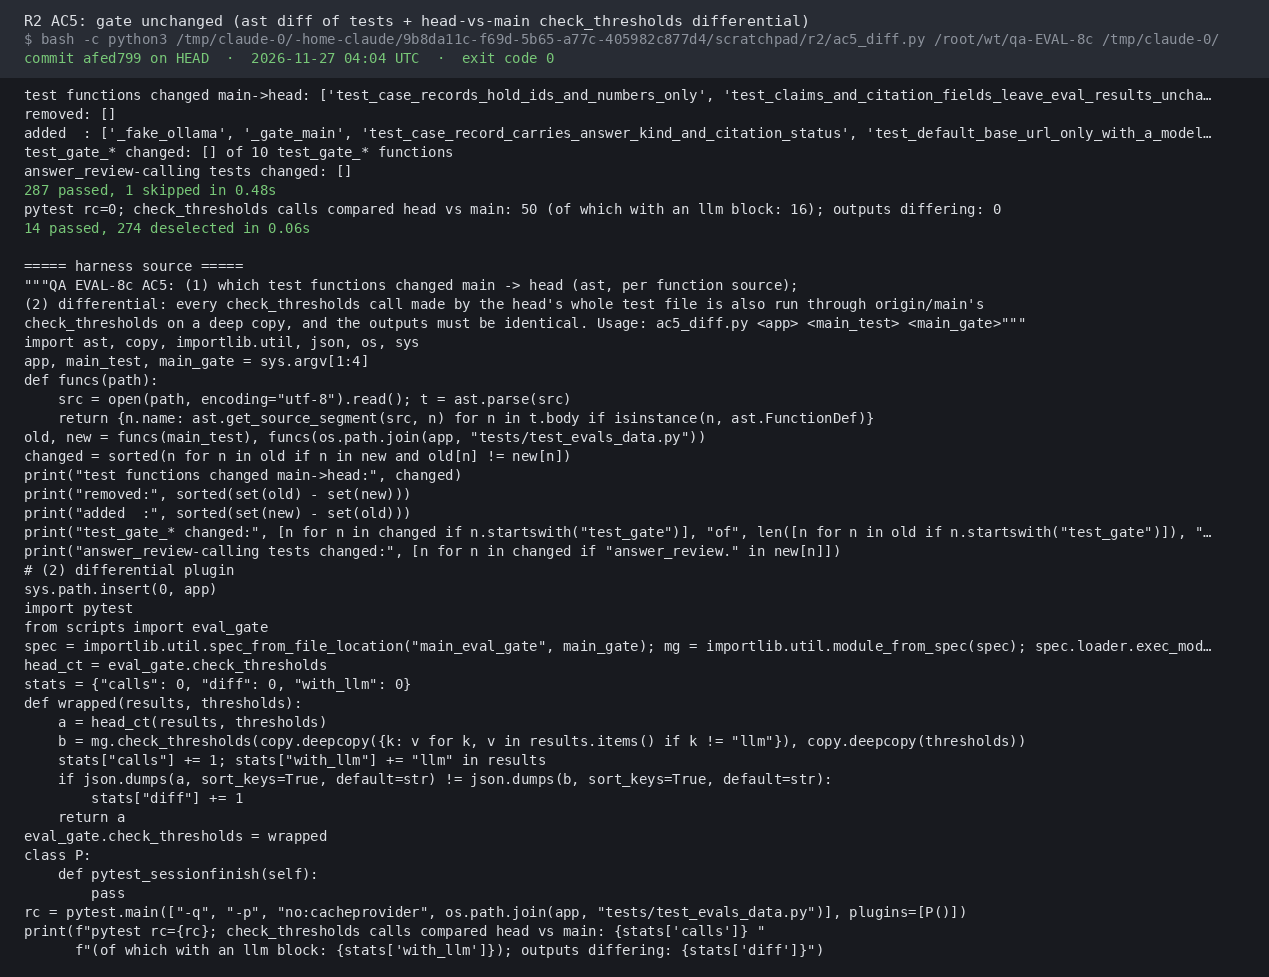 R2 AC5: gate unchanged (ast diff of tests + head-vs-main check_thresholds differential)
$ bash -c python3 /tmp/claude-0/-home-claude/9b8da11c-f69d-5b65-a77c-405982c877d4/scratchpad/r2/ac5_diff.py /root/wt/qa-EVAL-8c /tmp/claude-0/
commit afed799 on HEAD  ·  2026-11-27 04:04 UTC  ·  exit code 0
test functions changed main->head: ['test_case_records_hold_ids_and_numbers_only', 'test_claims_and_citation_fields_leave_eval_results_uncha…
removed: []
added  : ['_fake_ollama', '_gate_main', 'test_case_record_carries_answer_kind_and_citation_status', 'test_default_base_url_only_with_a_model…
test_gate_* changed: [] of 10 test_gate_* functions
answer_review-calling tests changed: []
287 passed, 1 skipped in 0.48s
pytest rc=0; check_thresholds calls compared head vs main: 50 (of which with an llm block: 16); outputs differing: 0
14 passed, 274 deselected in 0.06s

===== harness source =====
"""QA EVAL-8c AC5: (1) which test functions changed main -> head (ast, per function source);
(2) differential: every check_thresholds call made by the head's whole test file is also run through origin/main's
check_thresholds on a deep copy, and the outputs must be identical. Usage: ac5_diff.py <app> <main_test> <main_gate>"""
import ast, copy, importlib.util, json, os, sys
app, main_test, main_gate = sys.argv[1:4]
def funcs(path):
    src = open(path, encoding="utf-8").read(); t = ast.parse(src)
    return {n.name: ast.get_source_segment(src, n) for n in t.body if isinstance(n, ast.FunctionDef)}
old, new = funcs(main_test), funcs(os.path.join(app, "tests/test_evals_data.py"))
changed = sorted(n for n in old if n in new and old[n] != new[n])
print("test functions changed main->head:", changed)
print("removed:", sorted(set(old) - set(new)))
print("added  :", sorted(set(new) - set(old)))
print("test_gate_* changed:", [n for n in changed if n.startswith("test_gate")], "of", len([n for n in old if n.startswith("test_gate")]), "…
print("answer_review-calling tests changed:", [n for n in changed if "answer_review." in new[n]])
# (2) differential plugin
sys.path.insert(0, app)
import pytest
from scripts import eval_gate
spec = importlib.util.spec_from_file_location("main_eval_gate", main_gate); mg = importlib.util.module_from_spec(spec); spec.loader.exec_mod…
head_ct = eval_gate.check_thresholds
stats = {"calls": 0, "diff": 0, "with_llm": 0}
def wrapped(results, thresholds):
    a = head_ct(results, thresholds)
    b = mg.check_thresholds(copy.deepcopy({k: v for k, v in results.items() if k != "llm"}), copy.deepcopy(thresholds))
    stats["calls"] += 1; stats["with_llm"] += "llm" in results
    if json.dumps(a, sort_keys=True, default=str) != json.dumps(b, sort_keys=True, default=str):
        stats["diff"] += 1
    return a
eval_gate.check_thresholds = wrapped
class P:
    def pytest_sessionfinish(self):
        pass
rc = pytest.main(["-q", "-p", "no:cacheprovider", os.path.join(app, "tests/test_evals_data.py")], plugins=[P()])
print(f"pytest rc={rc}; check_thresholds calls compared head vs main: {stats['calls']} "
      f"(of which with an llm block: {stats['with_llm']}); outputs differing: {stats['diff']}")